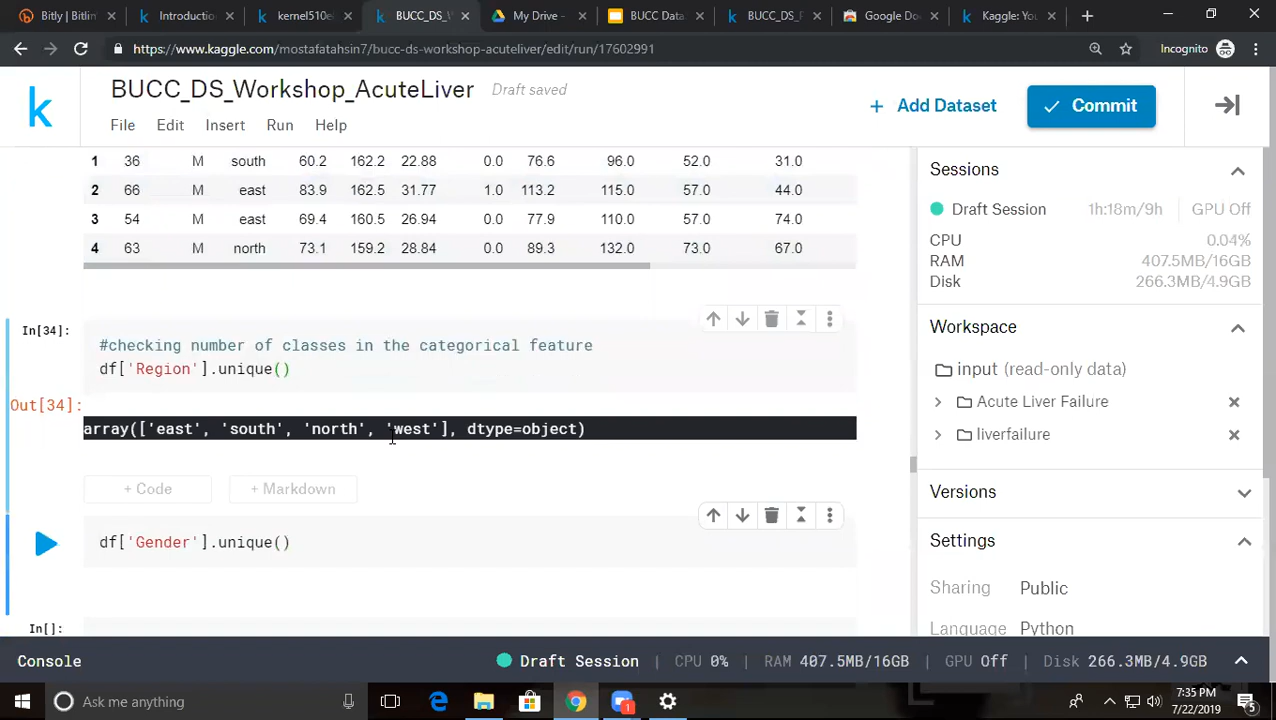 Bitly | Bitlin
Introduction
kernel510e
BUCC_DS_W
My Drive -
BUCC Data
BUCC_DS_
Google Do
Kaggle: Yo
https://www.kaggle.com/mostafatahsin7/bucc-ds-workshop-acuteliver/edit/run/17602991
Incognito
k
BUCC_DS_Workshop_AcuteLiver Draft saved
File Edit Insert Run Help
+ Add Dataset
Commit
1 36 M south 60.2 162.2 22.88 0.0 76.6 96.0 52.0 31.0
2 66 M east 83.9 162.5 31.77 1.0 113.2 115.0 57.0 44.0
3 54 M east 69.4 160.5 26.94 0.0 77.9 110.0 57.0 74.0
4 63 M north 73.1 159.2 28.84 0.0 89.3 132.0 73.0 67.0
In[34]:
#checking number of classes in the categorical feature
df['Region'].unique()
Out[34]:
array(['east', 'south', 'north', 'west'], dtype=object)
+ Code + Markdown
df['Gender'].unique()
In[]:
Sessions
Draft Session 1h:18m/9h GPU Off
CPU 0.04%
RAM 407.5MB/16GB
Disk 266.3MB/4.9GB
Workspace
input (read-only data)
Acute Liver Failure
liverfailure
Versions
Settings
Sharing Public
Language Python
Console
Draft Session | CPU 0% | RAM 407.5MB/16GB | GPU Off | Disk 266.3MB/4.9GB
Ask me anything
1
7:35 PM
7/22/2019
5